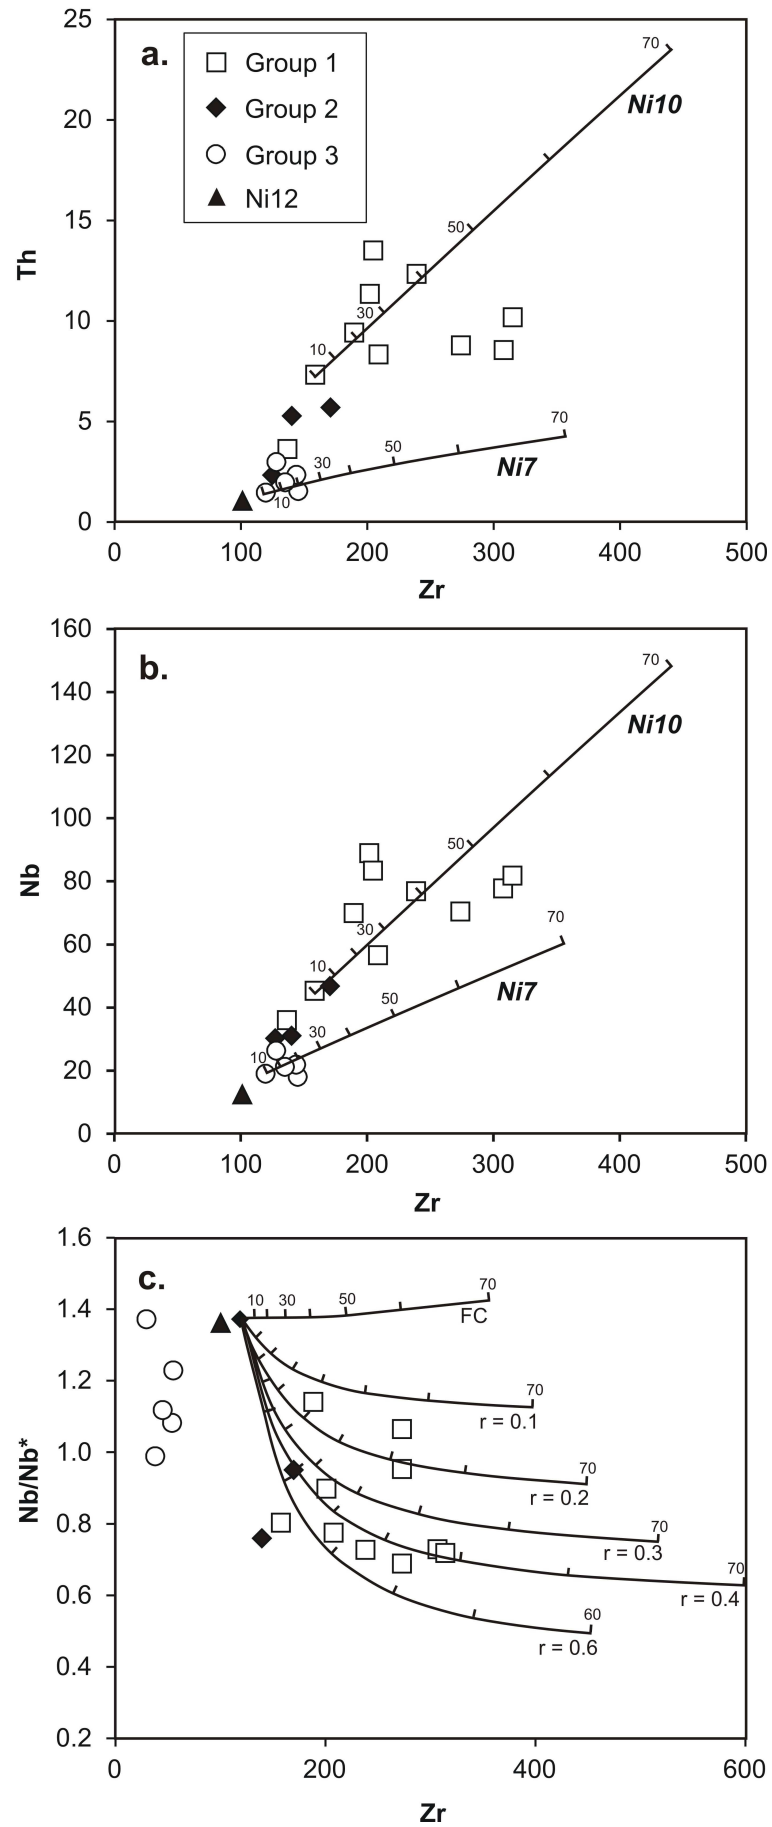 25
20
15
10
5
0
Th
a.
Group 1
Group 2
Group 3
Ni12
70
Ni10
50
30
10
70
Ni7
50
30
10
0 100 200 300 400 500
Zr
160
140
120
100
80
60
40
20
0
Nb
b.
70
Ni10
50
30
10
70
Ni7
50
30
10
0 100 200 300 400 500
Zr
1.6
1.4
1.2
1.0
0.8
0.6
0.4
0.2
Nb/Nb*
c.
10 30 50 70
FC
70
r = 0.1
70
r = 0.2
70
r = 0.3
70
r = 0.4
60
r = 0.6
0 200 400 600
Zr